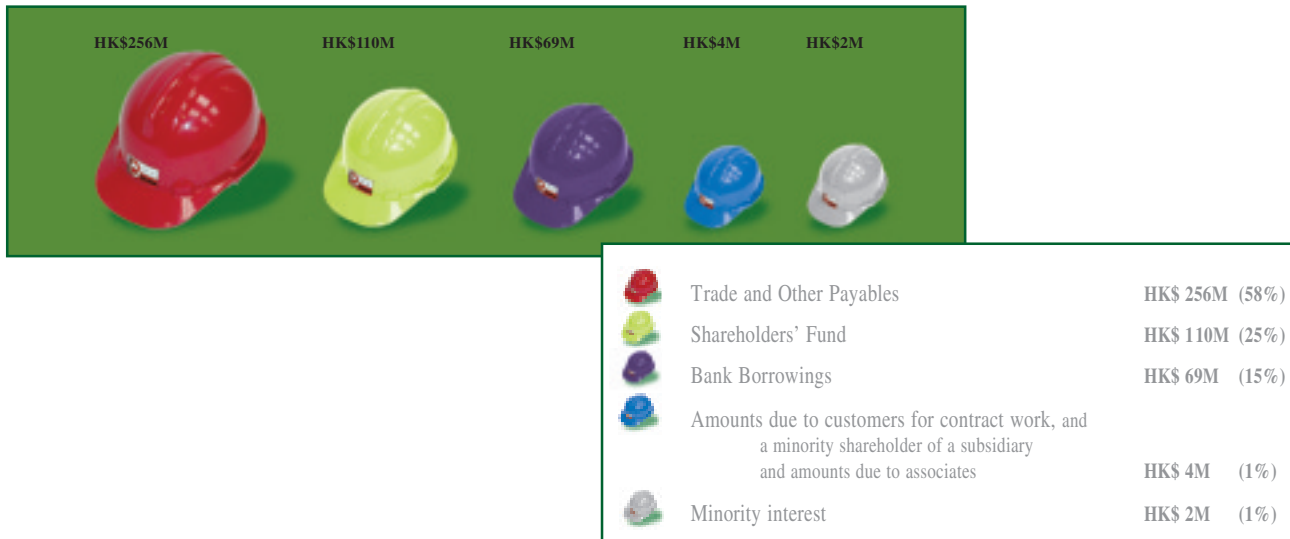 HK$256M HK$110M HK$69M HK$4M HK$2M
Trade and Other Payables HK$ 256M (58%)
Shareholders' Fund HK$ 110M (25%)
Bank Borrowings HK$ 69M (15%)
Amounts due to customers for contract work, and
a minority shareholder of a subsidiary
and amounts due to associates HK$ 4M (1%)
Minority interest HK$ 2M (1%)